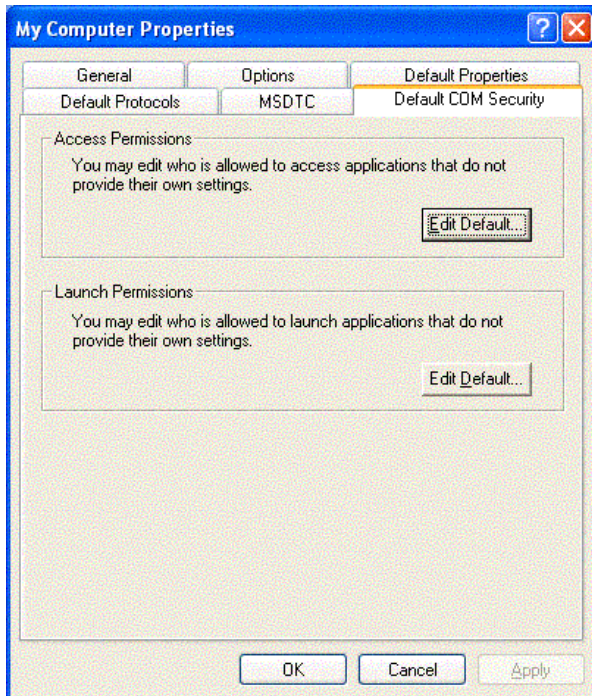 My Computer Properties
General Options Default Properties
Default Protocols MSDTC Default COM Security
Access Permissions
You may edit who is allowed to access applications that do not
provide their own settings.
Edit Default...
Launch Permissions
You may edit who is allowed to launch applications that do not
provide their own settings.
Edit Default...
OK Cancel Apply